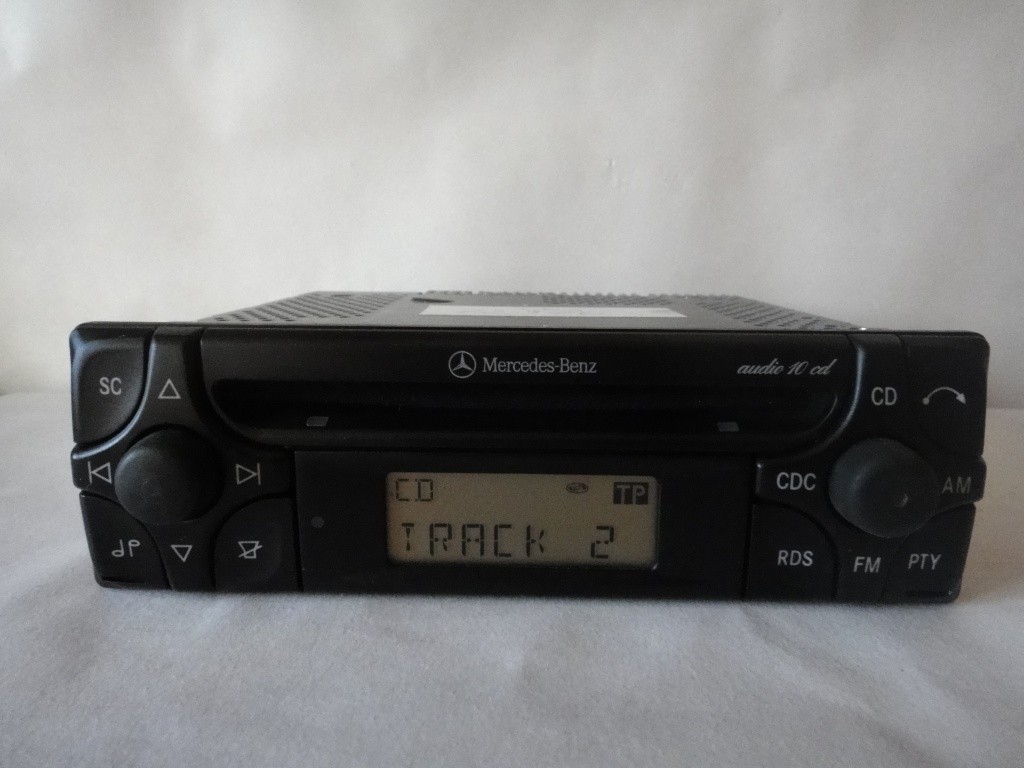 Mercedes-Benz audio 10 cd
SC CD
CDC AM
CD TP
TRACK 2
RDS FM PTY